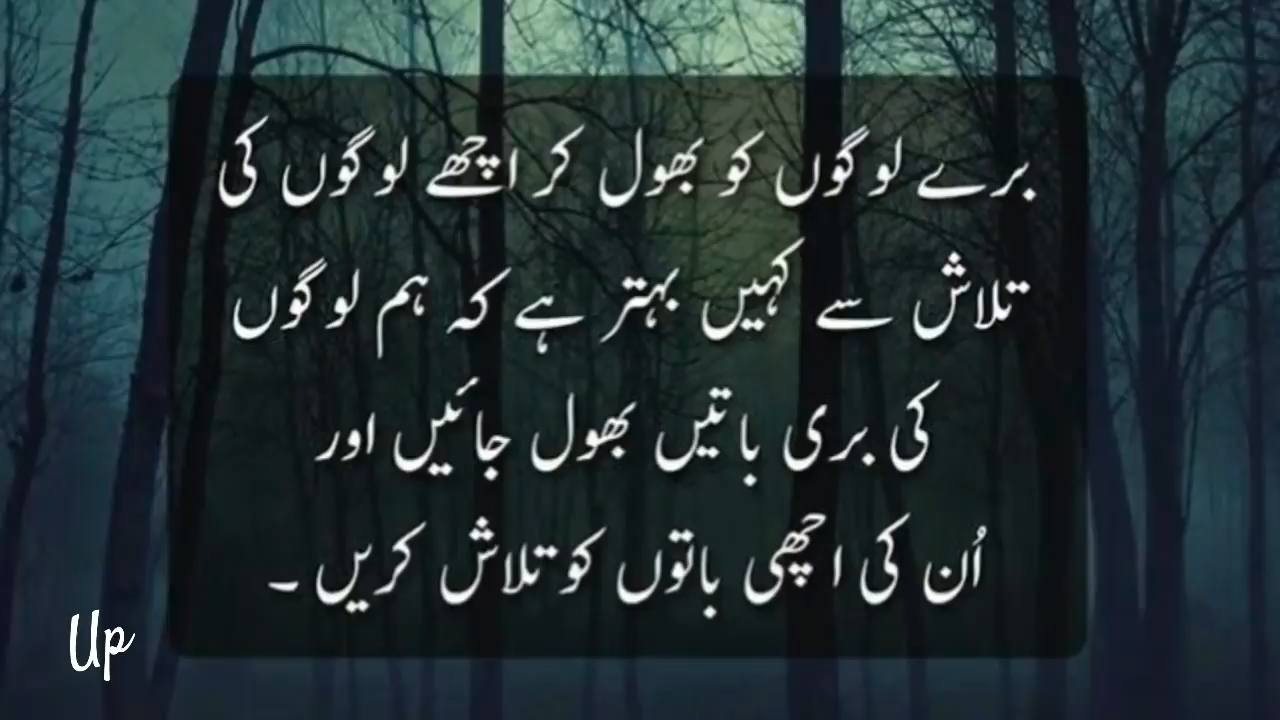 برے لوگوں کو بھول کر اچھے لوگوں کی
تلاش سے کہیں بہتر ہے کہ ہم لوگوں
کی بری باتیں بھول جائیں اور
اُن کی اچھی باتوں کو تلاش کریں ۔
Up